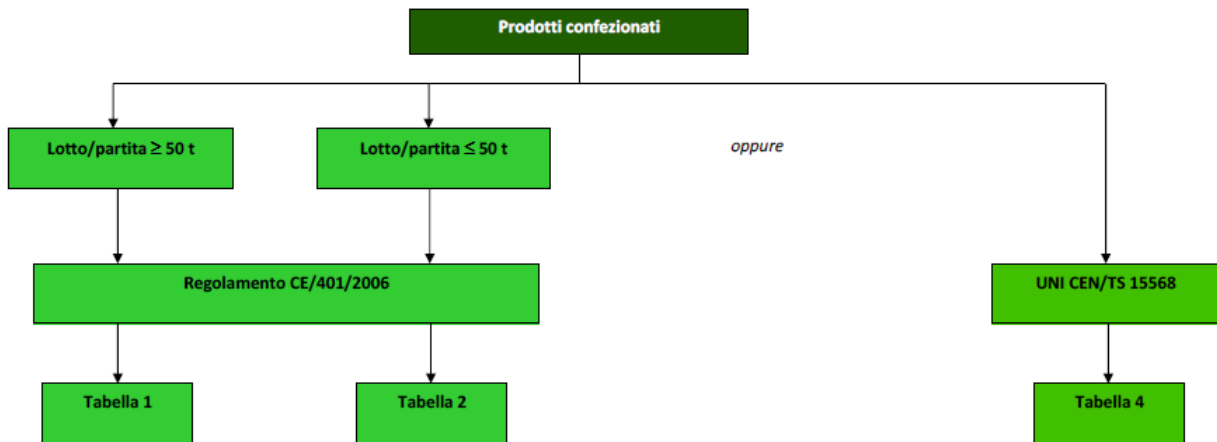 Prodotti confezionati
Lotto/partita ≥ 50 t
Lotto/partita ≤ 50 t
oppure
Regolamento CE/401/2006
UNI CEN/TS 15568
Tabella 1
Tabella 2
Tabella 4